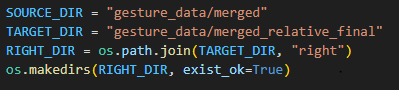 SOURCE_DIR = "gesture_data/merged"
TARGET_DIR = "gesture_data/merged_relative_final"
RIGHT_DIR = os.path.join(TARGET_DIR, "right")
os.makedirs(RIGHT_DIR, exist_ok=True)